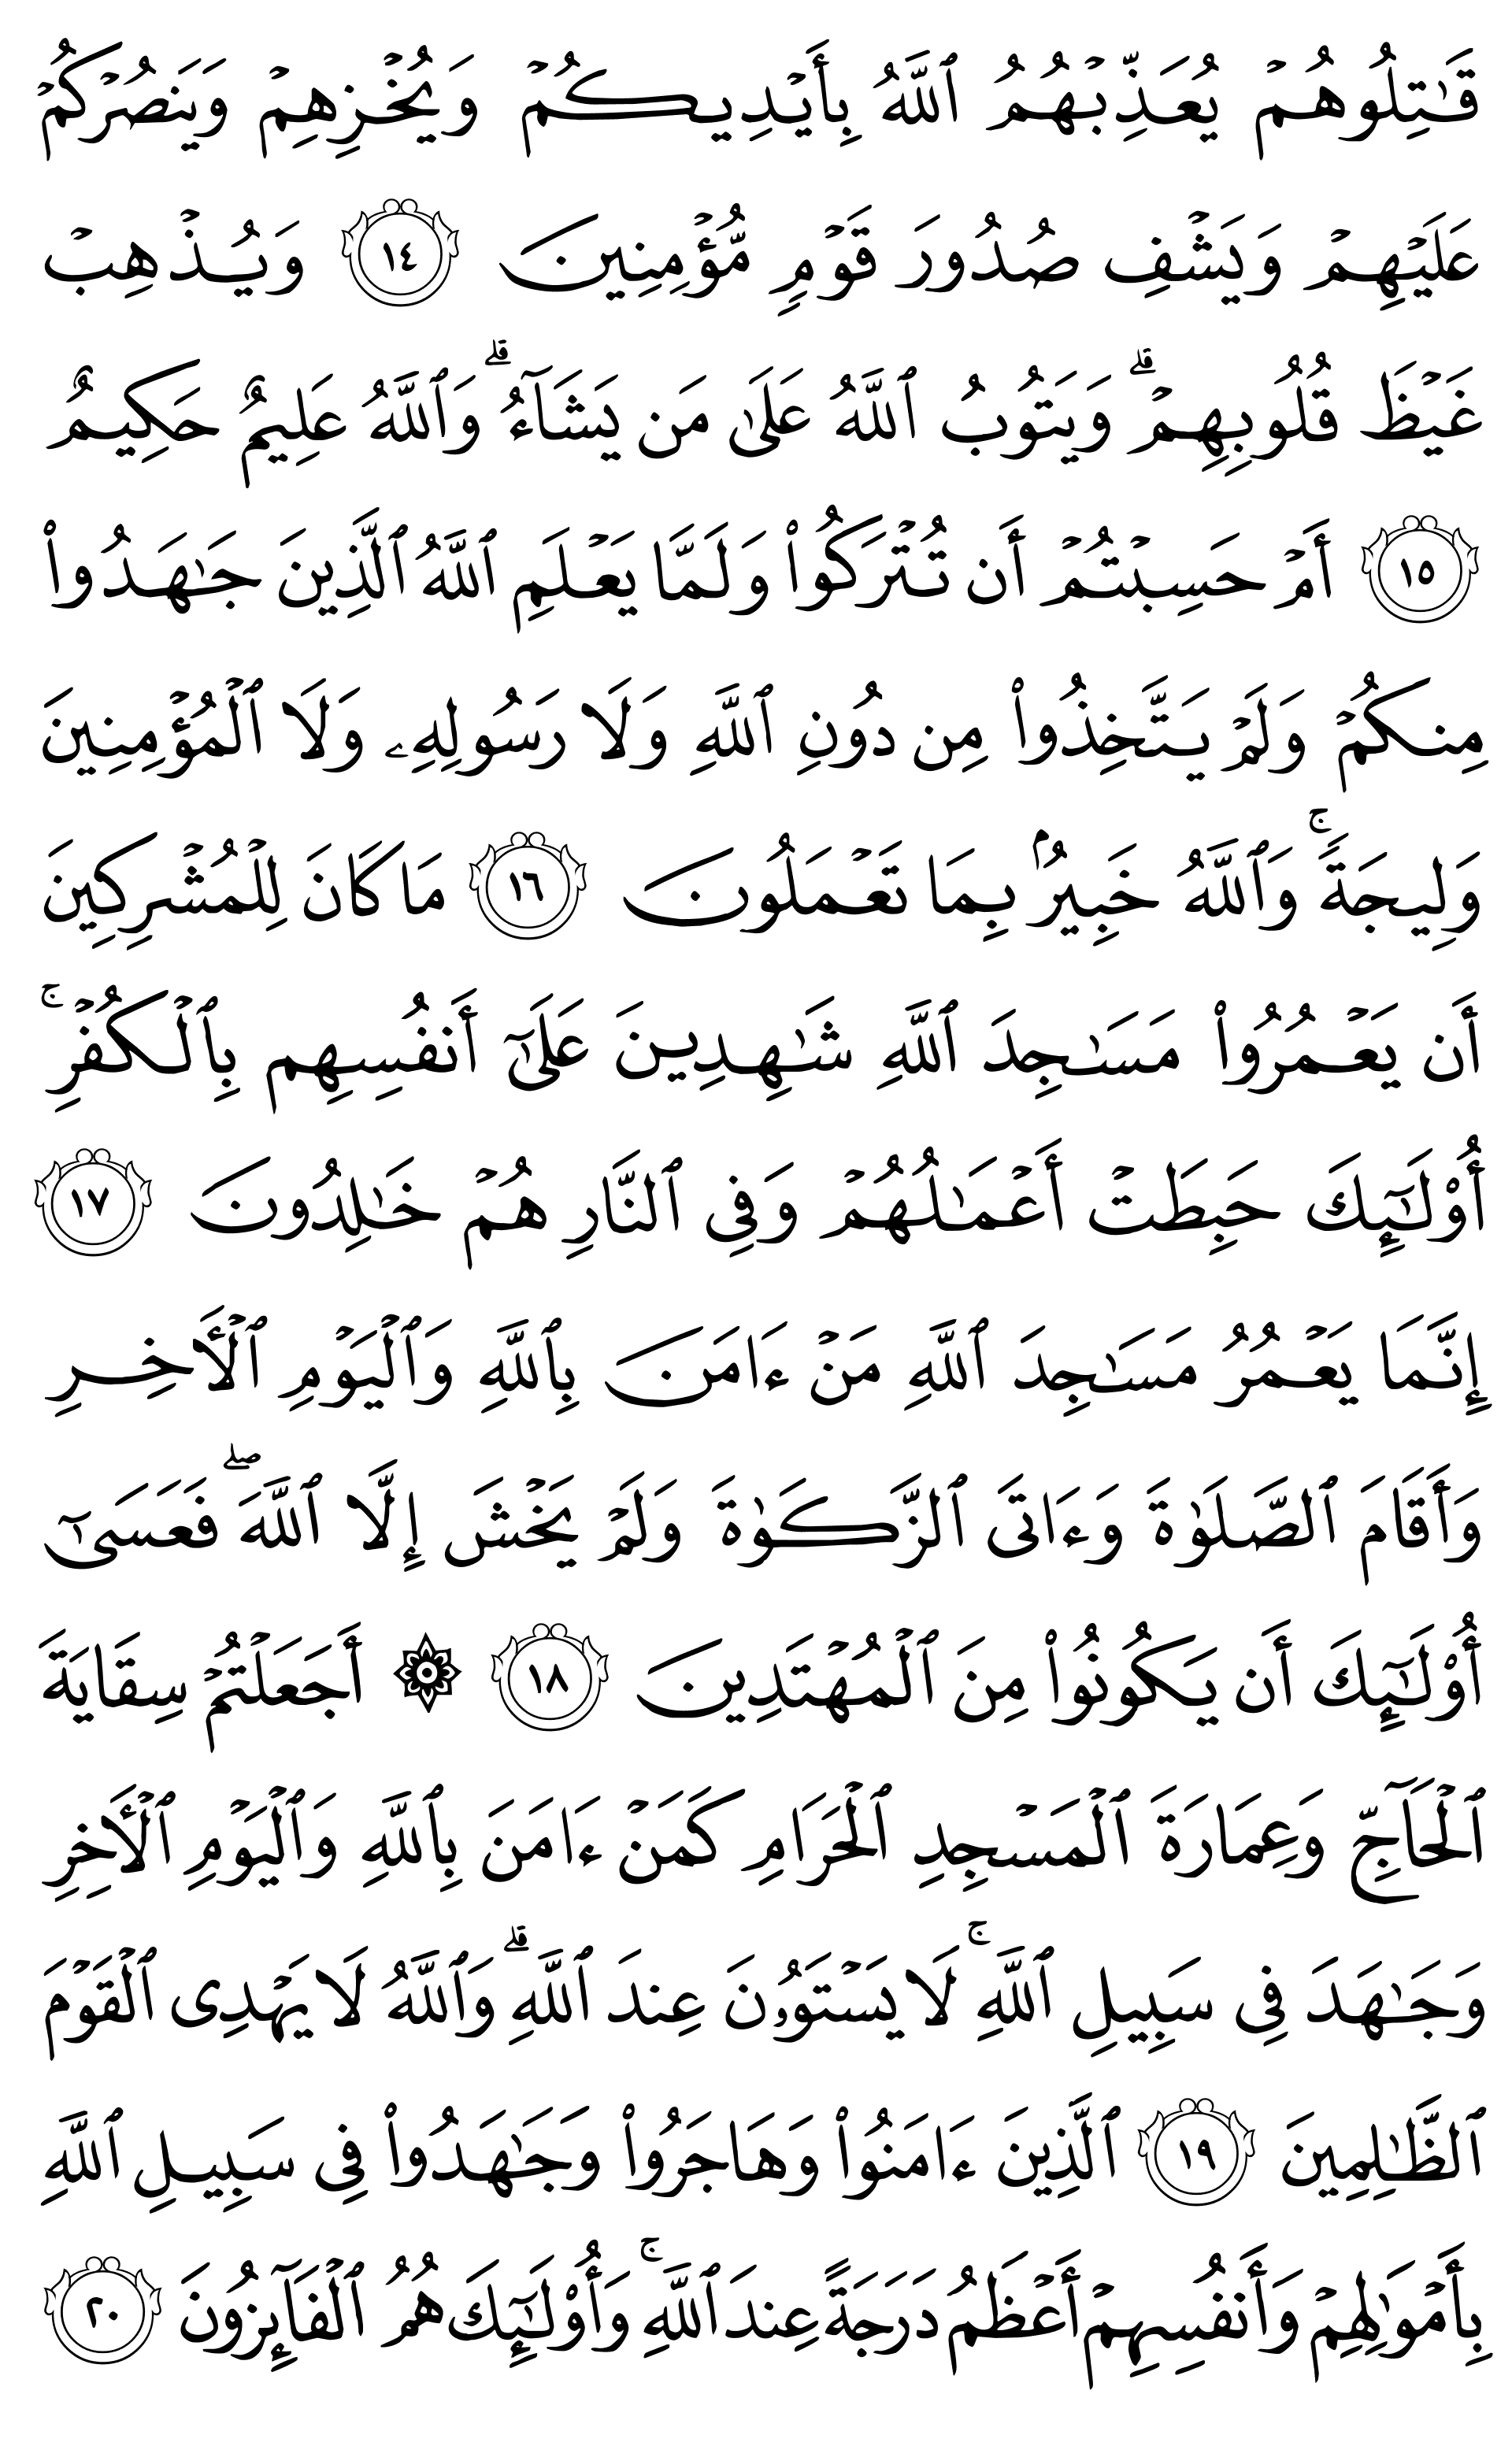 قَٰتِلُوهُمۡ يُعَذِّبۡهُمُ ٱللَّهُ بِأَيۡدِيكُمۡ وَيُخۡزِهِمۡ وَيَنصُرۡكُمۡ
عَلَيۡهِمۡ وَيَشۡفِ صُدُورَ قَوۡمٖ مُّؤۡمِنِينَ ١٤ وَيُذۡهِبۡ
غَيۡظَ قُلُوبِهِمۡۗ وَيَتُوبُ ٱللَّهُ عَلَىٰ مَن يَشَآءُۗ وَٱللَّهُ عَلِيمٌ حَكِيمٌ
١٥ أَمۡ حَسِبۡتُمۡ أَن تُتۡرَكُواْ وَلَمَّا يَعۡلَمِ ٱللَّهُ ٱلَّذِينَ جَٰهَدُواْ
مِنكُمۡ وَلَمۡ يَتَّخِذُواْ مِن دُونِ ٱللَّهِ وَلَا رَسُولِهِۦ وَلَا ٱلۡمُؤۡمِنِينَ
وَلِيجَةٗۚ وَٱللَّهُ خَبِيرُۢ بِمَا تَعۡمَلُونَ ١٦ مَا كَانَ لِلۡمُشۡرِكِينَ
أَن يَعۡمُرُواْ مَسَٰجِدَ ٱللَّهِ شَٰهِدِينَ عَلَىٰٓ أَنفُسِهِم بِٱلۡكُفۡرِۚ
أُوْلَٰٓئِكَ حَبِطَتۡ أَعۡمَٰلُهُمۡ وَفِي ٱلنَّارِ هُمۡ خَٰلِدُونَ ١٧
إِنَّمَا يَعۡمُرُ مَسَٰجِدَ ٱللَّهِ مَنۡ ءَامَنَ بِٱللَّهِ وَٱلۡيَوۡمِ ٱلۡأٓخِرِ
وَأَقَامَ ٱلصَّلَوٰةَ وَءَاتَى ٱلزَّكَوٰةَ وَلَمۡ يَخۡشَ إِلَّا ٱللَّهَۖ فَعَسَىٰٓ
أُوْلَٰٓئِكَ أَن يَكُونُواْ مِنَ ٱلۡمُهۡتَدِينَ ١٨ ۞ أَجَعَلۡتُمۡ سِقَايَةَ
ٱلۡحَآجِّ وَعِمَارَةَ ٱلۡمَسۡجِدِ ٱلۡحَرَامِ كَمَنۡ ءَامَنَ بِٱللَّهِ وَٱلۡيَوۡمِ ٱلۡأٓخِرِ
وَجَٰهَدَ فِي سَبِيلِ ٱللَّهِۚ لَا يَسۡتَوُۥنَ عِندَ ٱللَّهِۗ وَٱللَّهُ لَا يَهۡدِي ٱلۡقَوۡمَ
ٱلظَّٰلِمِينَ ١٩ ٱلَّذِينَ ءَامَنُواْ وَهَاجَرُواْ وَجَٰهَدُواْ فِي سَبِيلِ ٱللَّهِ
بِأَمۡوَٰلِهِمۡ وَأَنفُسِهِمۡ أَعۡظَمُ دَرَجَةً عِندَ ٱللَّهِۚ وَأُوْلَٰٓئِكَ هُمُ ٱلۡفَآئِزُونَ ٢٠